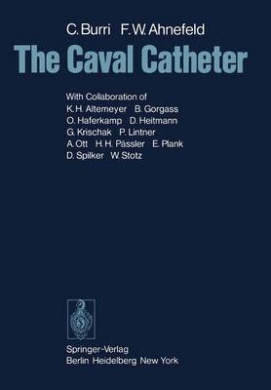 C. Burri F. W. Ahnefeld
The Caval Catheter
With Collaboration of
K. H. Altemeyer B. Gorgass
O. Haferkamp D. Heitmann
G. Krischak P. Lintner
A. Ott H. H. Pässler E. Plank
D. Spilker W. Stotz
Springer-Verlag
Berlin Heidelberg New York